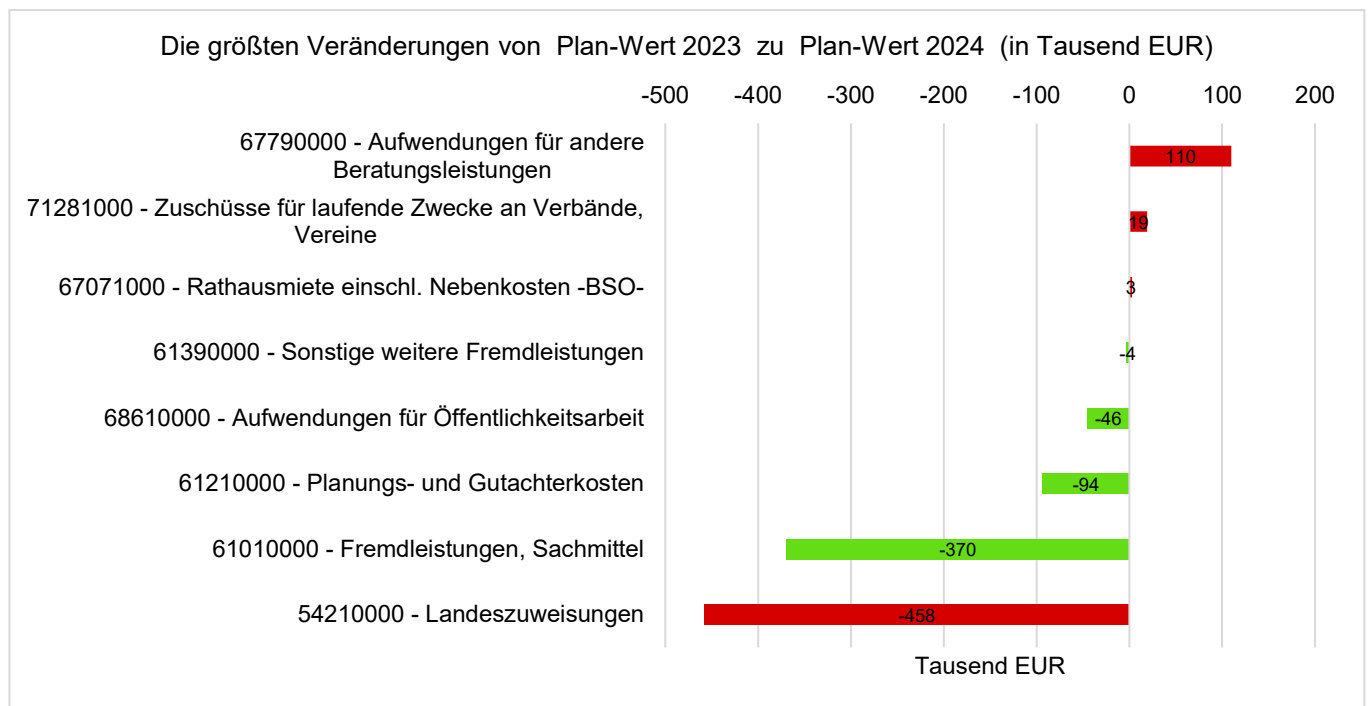 Die größten Veränderungen von Plan-Wert 2023 zu Plan-Wert 2024 (in Tausend EUR)
-500 -400 -300 -200 -100 0 100 200
67790000 - Aufwendungen für andere
Beratungsleistungen
110
71281000 - Zuschüsse für laufende Zwecke an Verbände,
Vereine
19
67071000 - Rathausmiete einschl. Nebenkosten -BSO-
3
61390000 - Sonstige weitere Fremdleistungen
-4
68610000 - Aufwendungen für Öffentlichkeitsarbeit
-46
61210000 - Planungs- und Gutachterkosten
-94
61010000 - Fremdleistungen, Sachmittel
-370
54210000 - Landeszuweisungen
-458
Tausend EUR